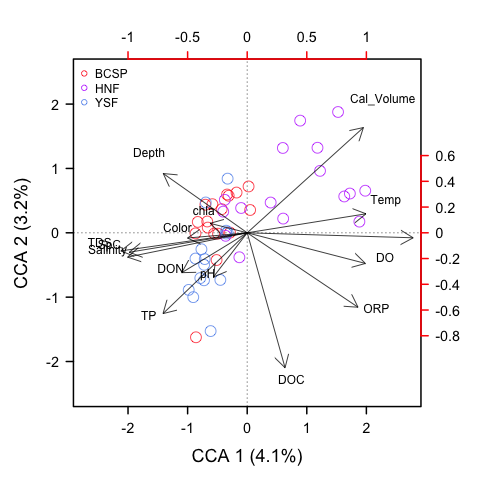 -1 -0.5 0 0.5 1
BCSP
HNF
YSF
Cal_Volume
Depth
Temp
chla
Color
TDS
SSC
Salinity
DO
DON
pH
TP
ORP
DOC
2
1
0
-1
-2
0.6
0.4
0.2
0
-0.2
-0.4
-0.6
-0.8
CCA 2 (3.2%)
-2 -1 0 1 2
CCA 1 (4.1%)